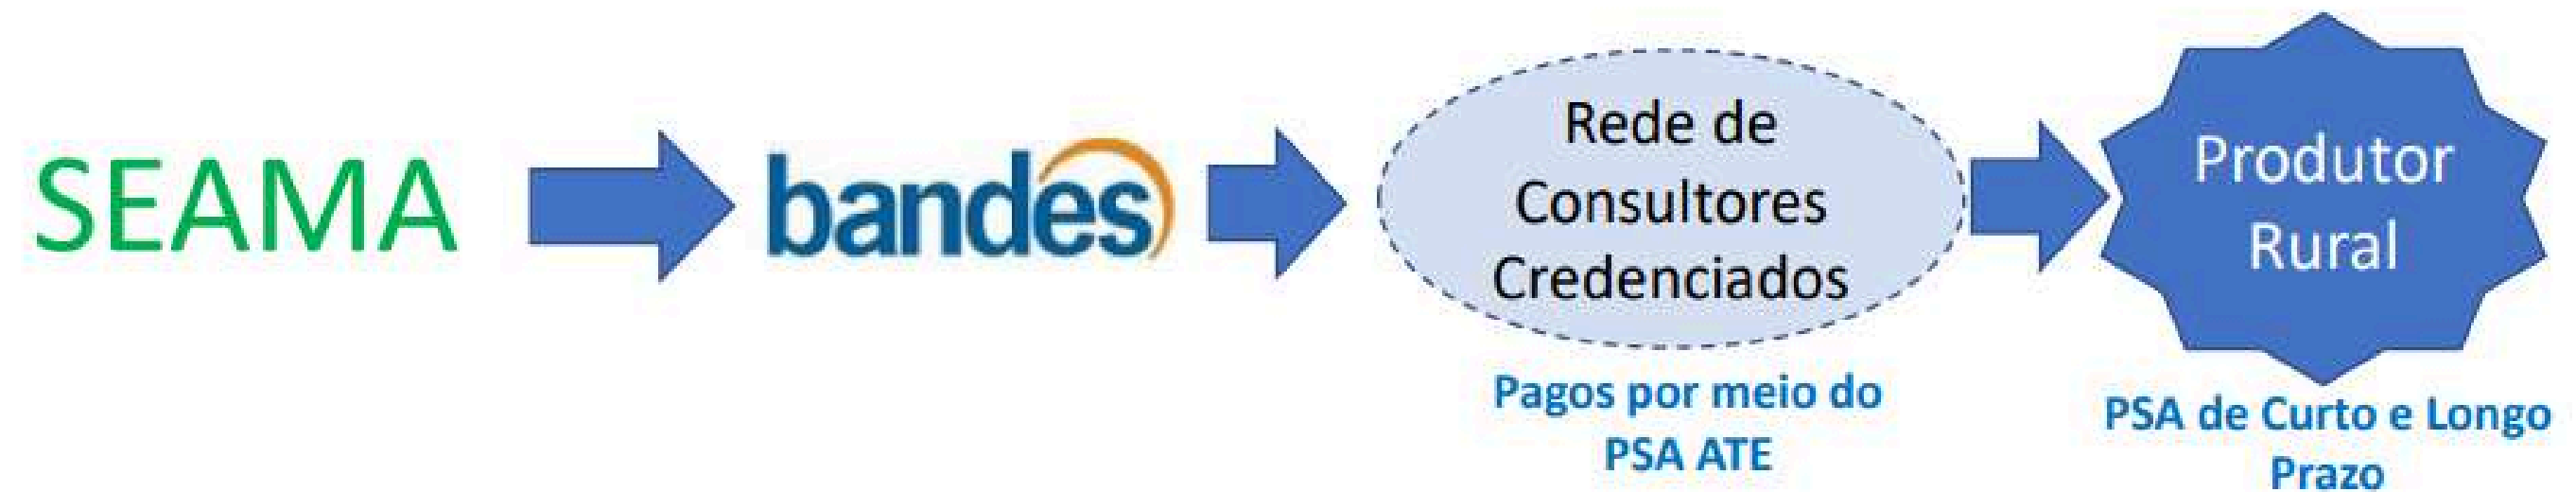 SEAMA
bandes
Rede de
Consultores
Credenciados
Pagos por meio do
PSA ATE
Produtor
Rural
PSA de Curto e Longo
Prazo